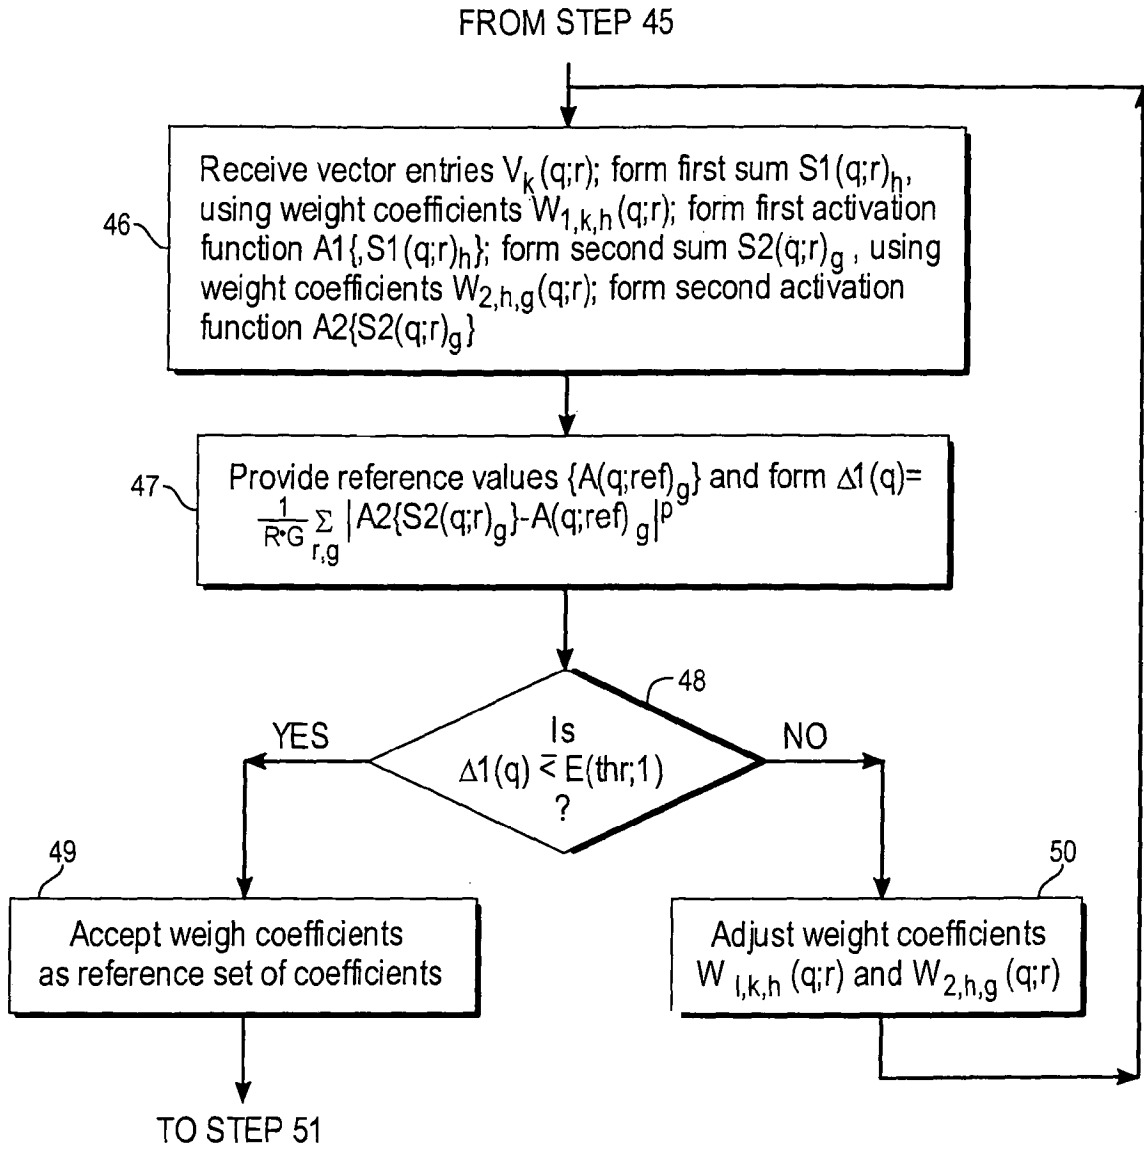 FROM STEP 45
46
Receive vector entries V_k(q;r); form first sum S1(q;r)_h,
using weight coefficients W_1,k,h(q;r); form first activation
function A1{,S1(q;r)_h}; form second sum S2(q;r)_g , using
weight coefficients W_2,h,g(q;r); form second activation
function A2{S2(q;r)_g}
47
Provide reference values {A(q;ref)_g} and form Δ1(q)=
1/R•G Σ_r,g |A2{S2(q;r)_g}-A(q;ref)_g|^p
48
YES
NO
Is
Δ1(q) ≤ E(thr;1)
?
49
50
Accept weigh coefficients
as reference set of coefficients
Adjust weight coefficients
W_l,k,h (q;r) and W_2,h,g (q;r)
TO STEP 51